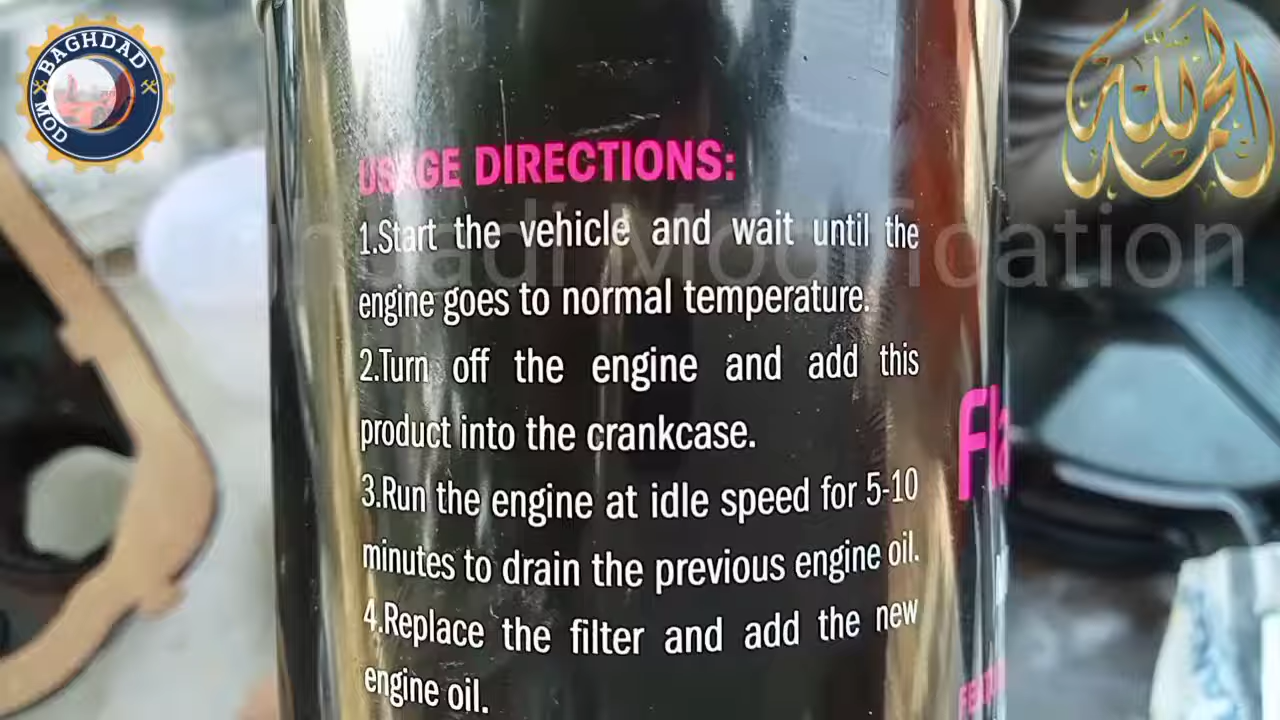 BAGHDAD
MOD
الحمد لله
Baghdadi Modification
USAGE DIRECTIONS:
1.Start the vehicle and wait until the
engine goes to normal temperature.
2.Turn off the engine and add this
product into the crankcase.
3.Run the engine at idle speed for 5-10
minutes to drain the previous engine oil.
4.Replace the filter and add the new
engine oil.